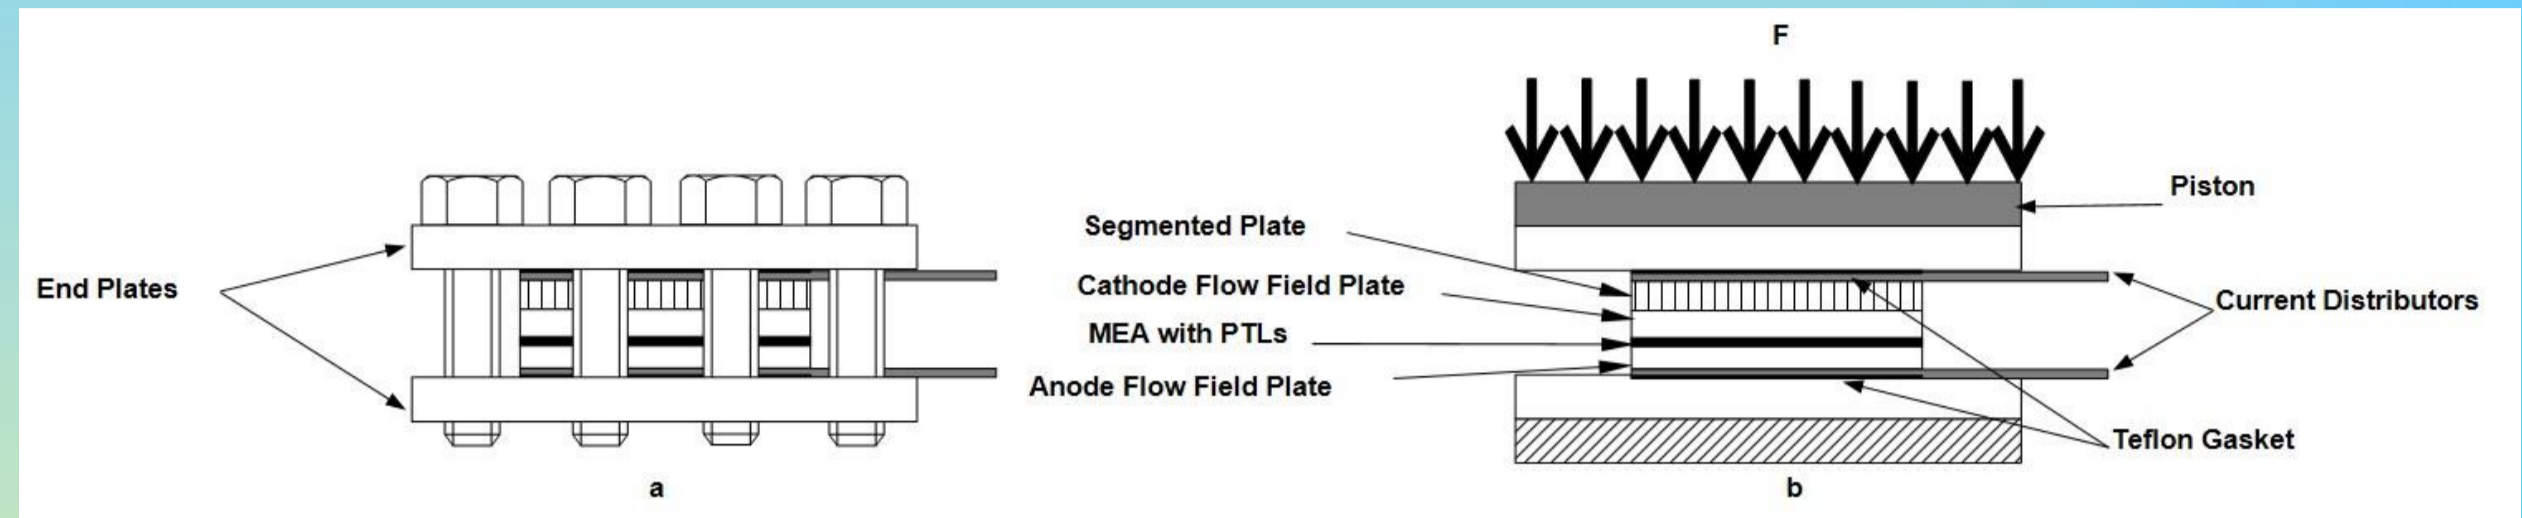 F
Piston
Segmented Plate
End Plates
Cathode Flow Field Plate
Current Distributors
MEA with PTLs
Anode Flow Field Plate
Teflon Gasket
a
b